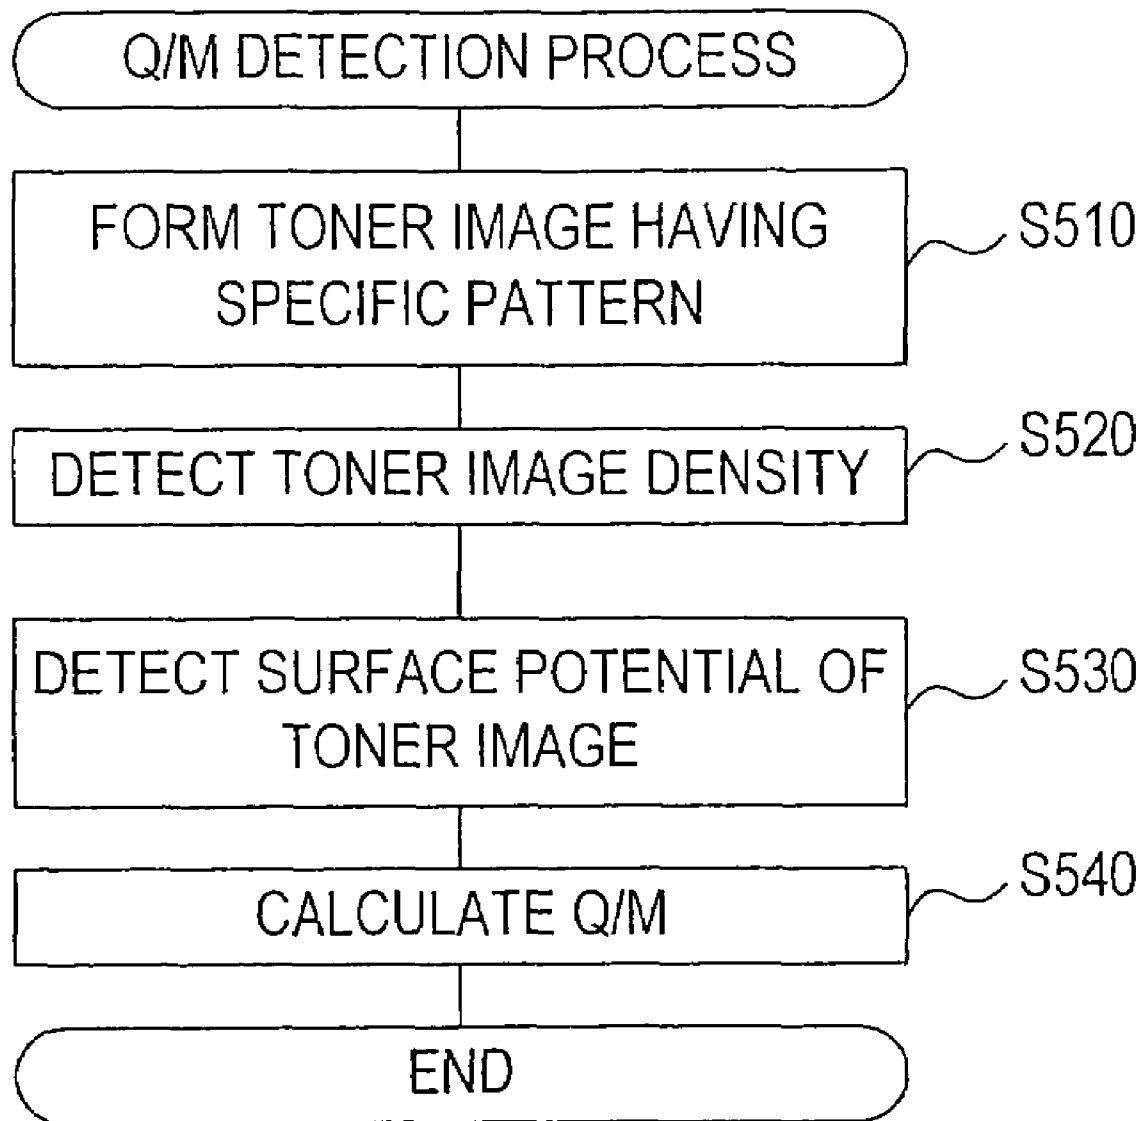 Q/M DETECTION PROCESS
FORM TONER IMAGE HAVING
SPECIFIC PATTERN
S510
DETECT TONER IMAGE DENSITY
S520
DETECT SURFACE POTENTIAL OF
TONER IMAGE
S530
CALCULATE Q/M
S540
END